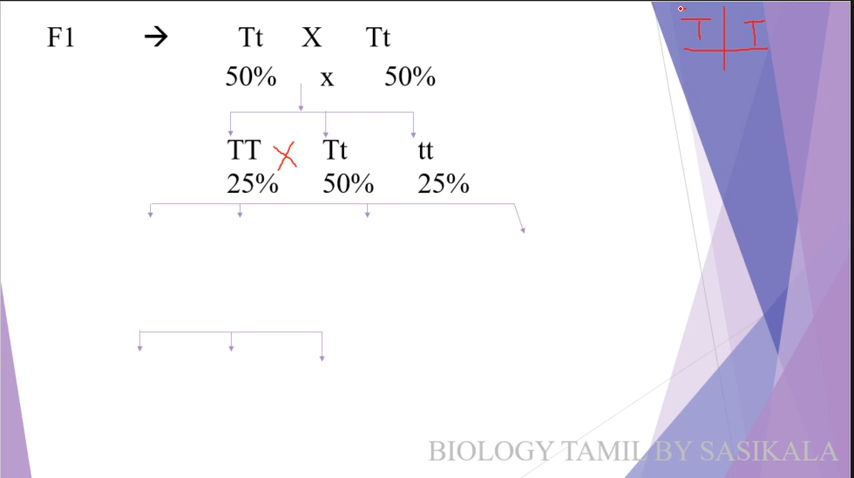 F1 → Tt X Tt
50% x 50%
TT X Tt tt
25% 50% 25%
T T
BIOLOGY TAMIL BY SASIKALA